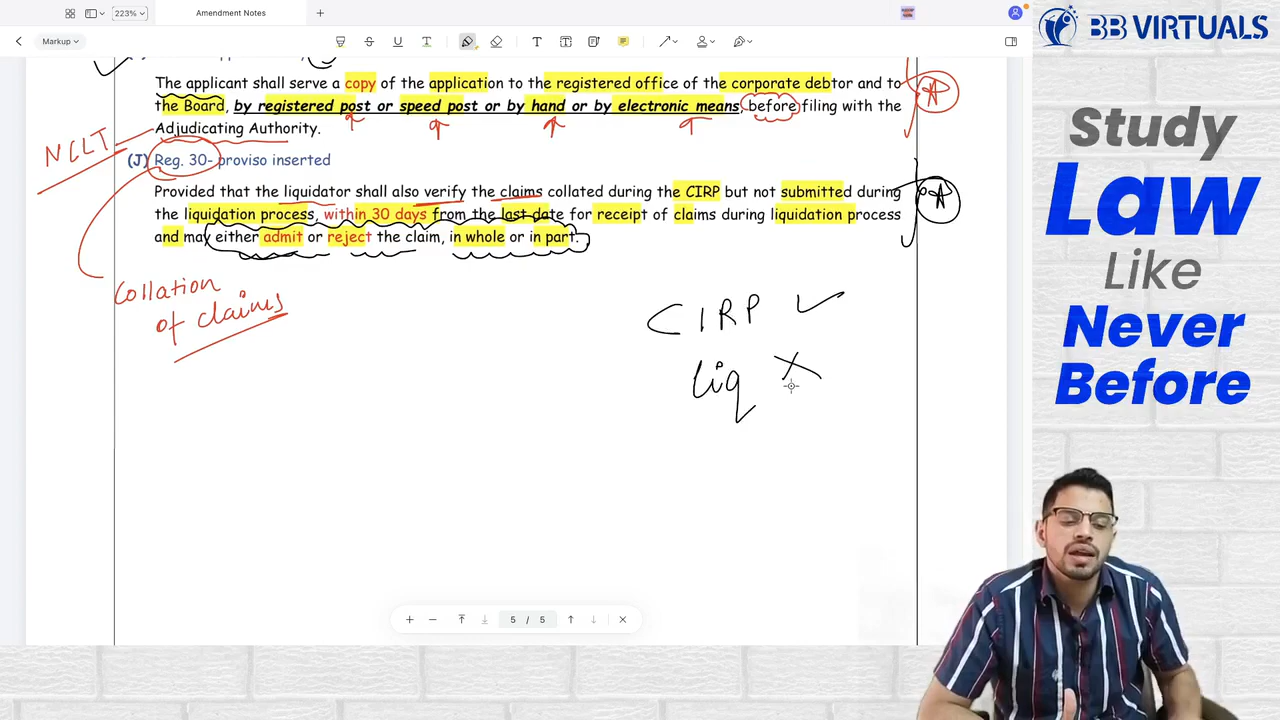 223%
Amendment Notes
Markup
BB VIRTUALS
The applicant shall serve a copy of the application to the registered office of the corporate debtor and to
the Board, by registered post or speed post or by hand or by electronic means, before filing with the
Adjudicating Authority.
NCLT
(J) Reg. 30- proviso inserted
Provided that the liquidator shall also verify the claims collated during the CIRP but not submitted during
the liquidation process, within 30 days from the last date for receipt of claims during liquidation process
and may either admit or reject the claim, in whole or in part.
Collation
of claims
CIRP
Liq
5 / 5
Study
Law
Like
Never
Before